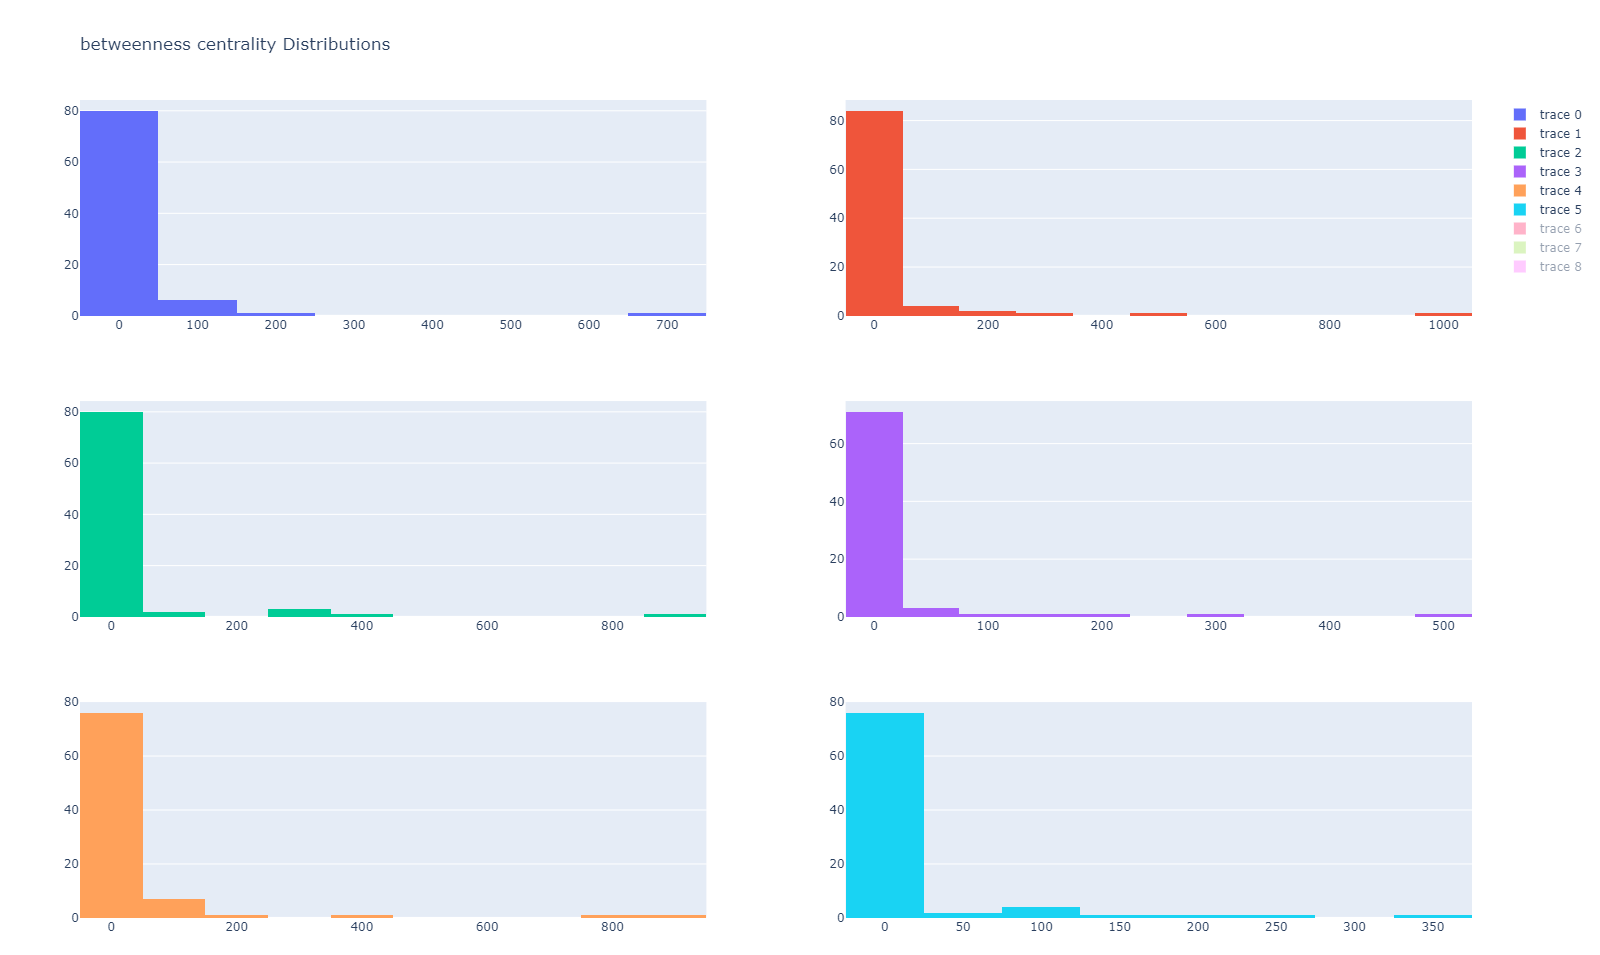 betweenness centrality Distributions
80
60
40
20
0
0 100 200 300 400 500 600 700
80
60
40
20
0
0 200 400 600 800 1000
trace 0
trace 1
trace 2
trace 3
trace 4
trace 5
trace 6
trace 7
trace 8
80
60
40
20
0
0 200 400 600 800
60
40
20
0
0 100 200 300 400 500
80
60
40
20
0
0 200 400 600 800
80
60
40
20
0
0 50 100 150 200 250 300 350